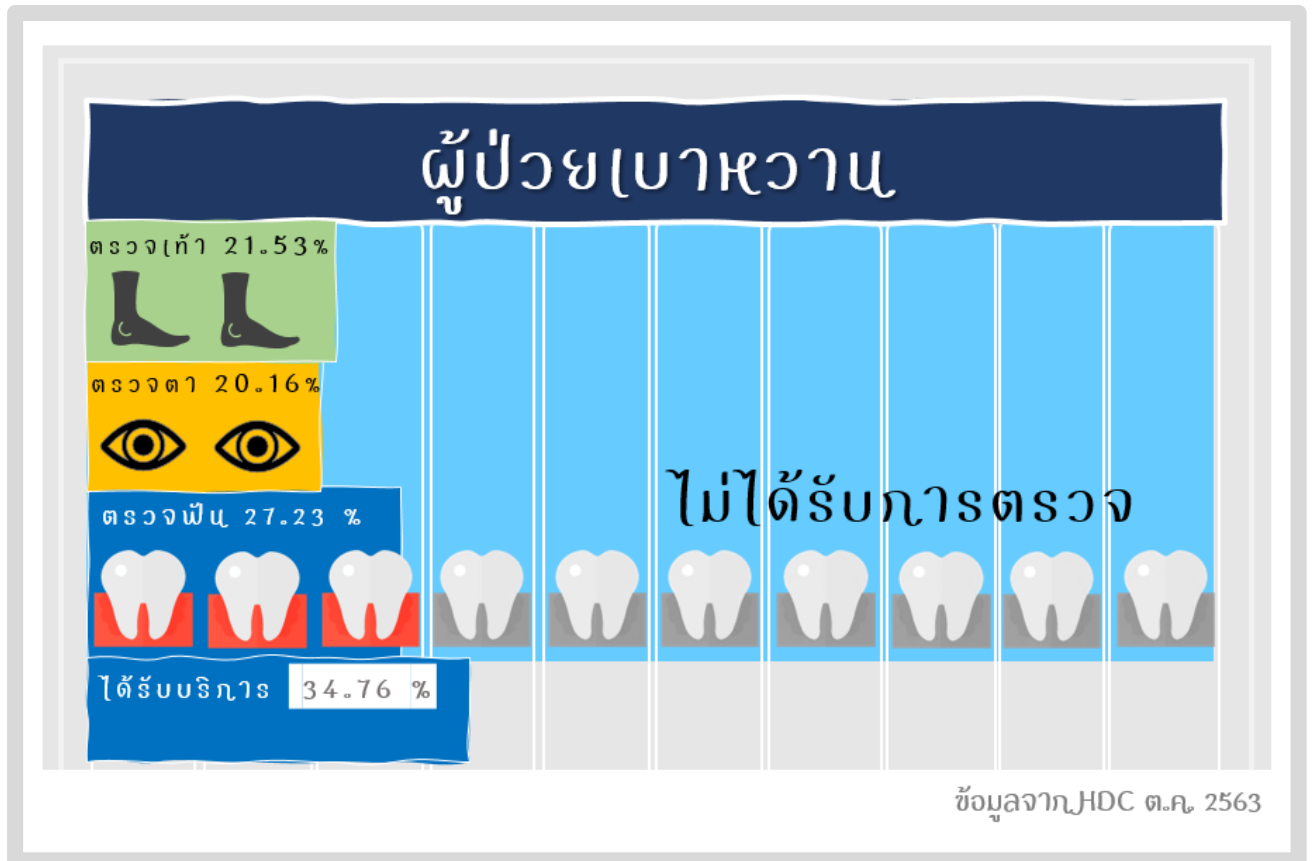 ผู้ป่วยเบาหวาน
ตรวจเท้า 21.53%
ตรวจตา 20.16%
ไม่ได้รับการตรวจ
ตรวจฟัน 27.23 %
ได้รับบริการ 34.76 %
ข้อมูลจาก HDC ต.ค. 2563